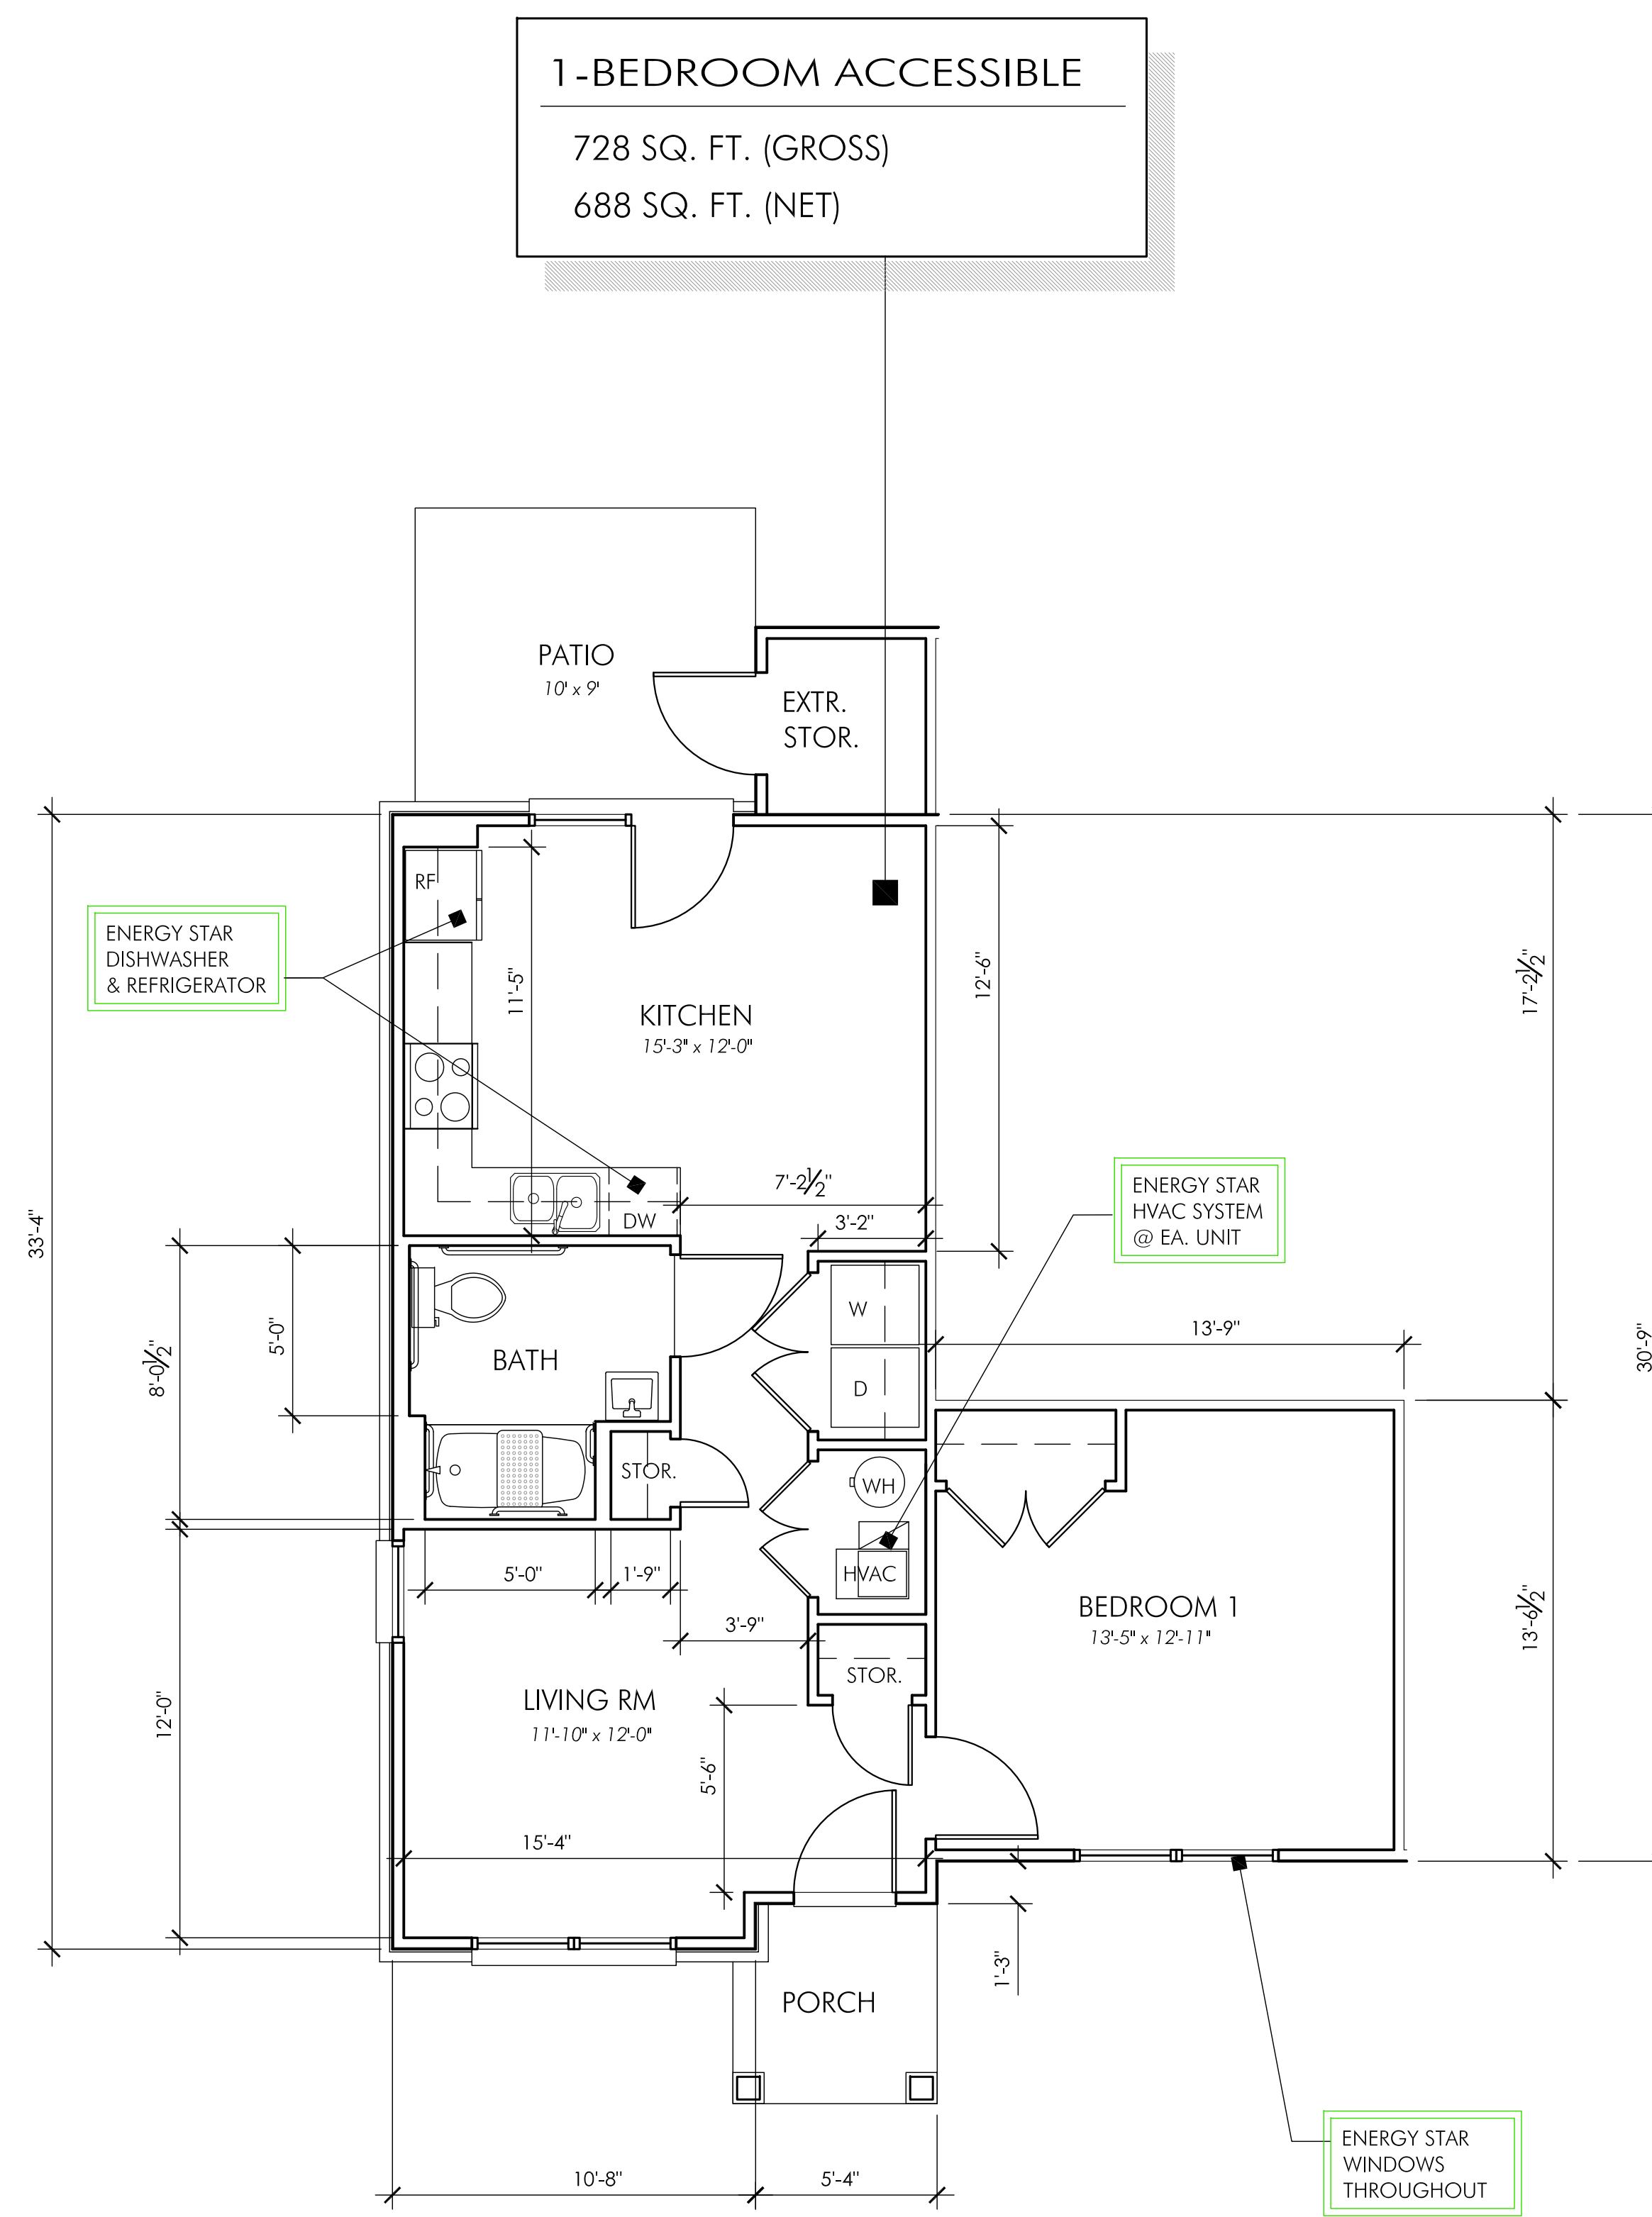 1-BEDROOM ACCESSIBLE
728 SQ. FT. (GROSS)
688 SQ. FT. (NET)
PATIO
10' x 9'
EXTR.
STOR.
RF
ENERGY STAR
DISHWASHER
& REFRIGERATOR
11'-5"
KITCHEN
15'-3" x 12'-0"
12'-6"
17'-2½"
7'-2½"
3'-2"
DW
ENERGY STAR
HVAC SYSTEM
@ EA. UNIT
33'-4"
8'-0½"
5'-0"
BATH
W
D
13'-9"
30'-9"
STOR.
WH
HVAC
5'-0"
1'-9"
3'-9"
BEDROOM 1
13'-5" x 12'-11"
13'-6½"
STOR.
LIVING RM
11'-10" x 12'-0"
12'-0"
5'-6"
15'-4"
1'-3"
PORCH
10'-8"
5'-4"
ENERGY STAR
WINDOWS
THROUGHOUT